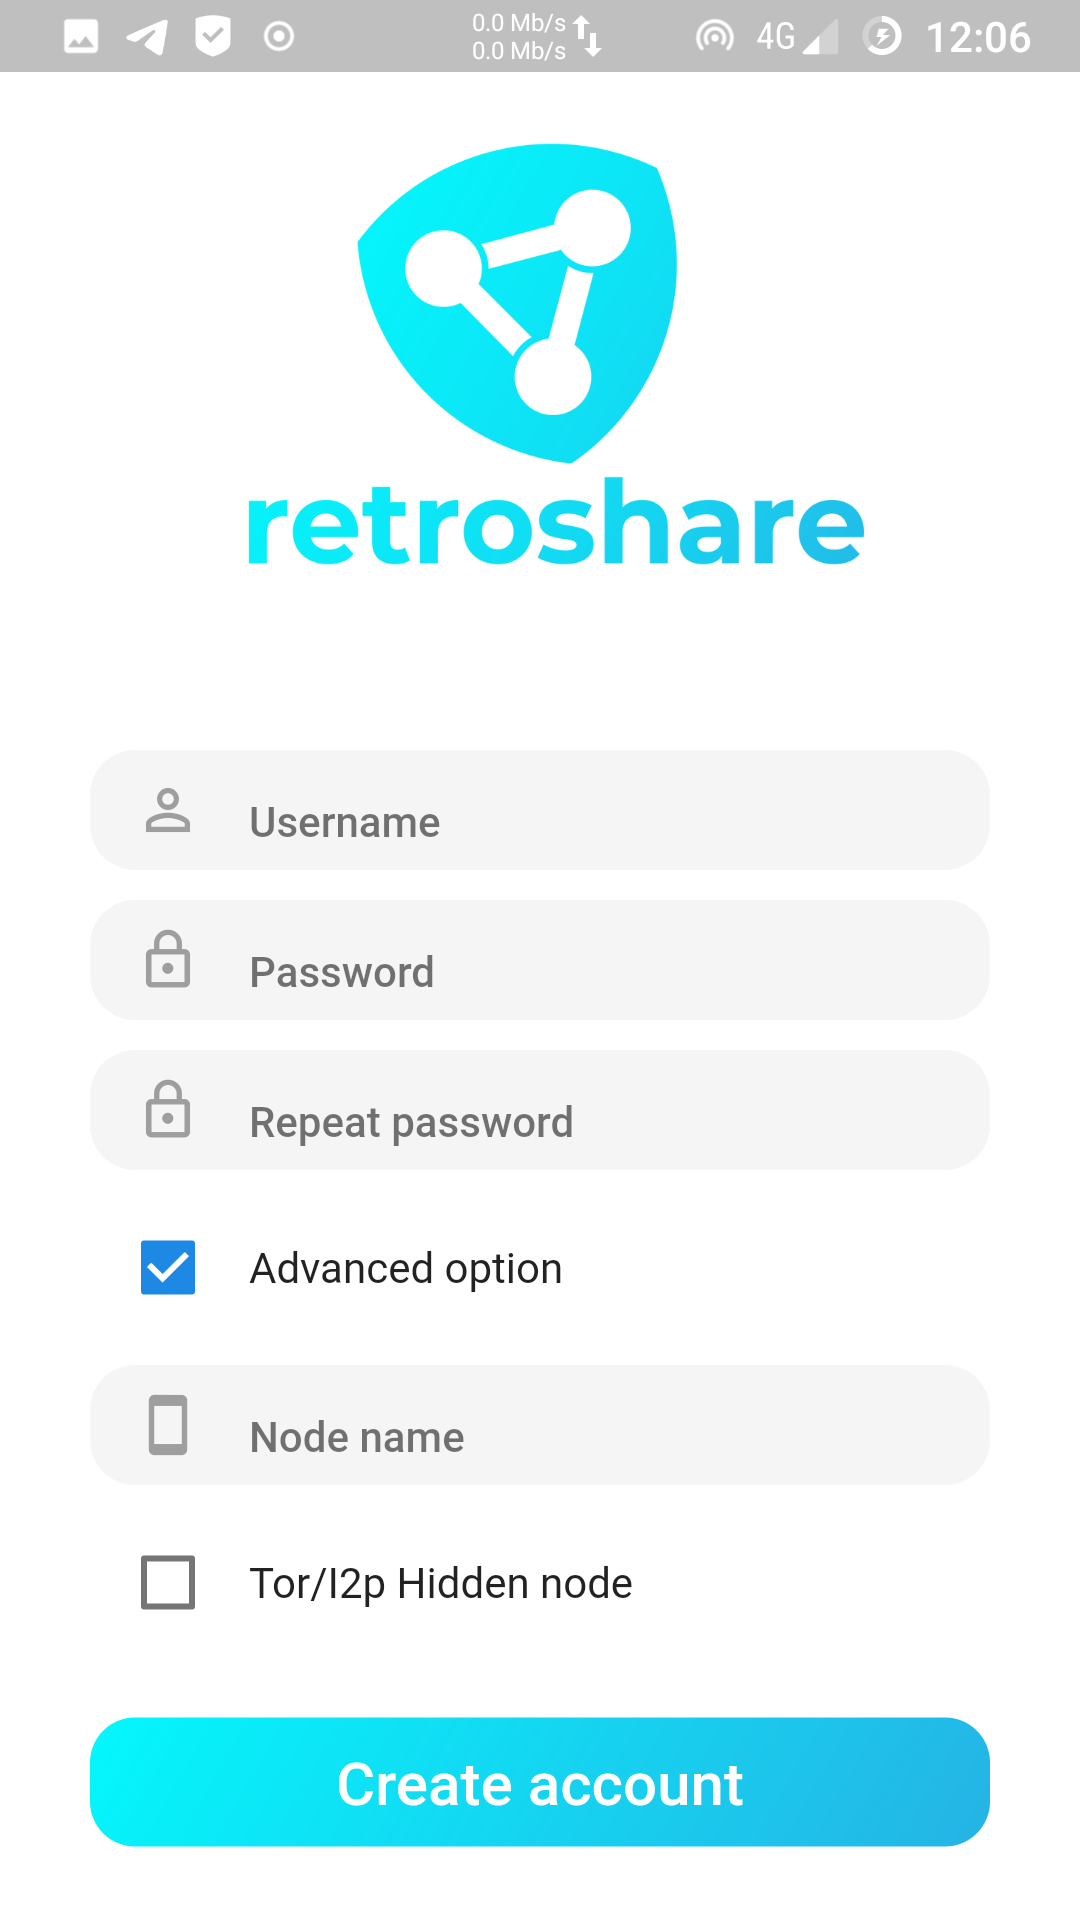 0.0 Mb/s
0.0 Mb/s
4G
12:06
retroshare
Username
Password
Repeat password
Advanced option
Node name
Tor/I2p Hidden node
Create account